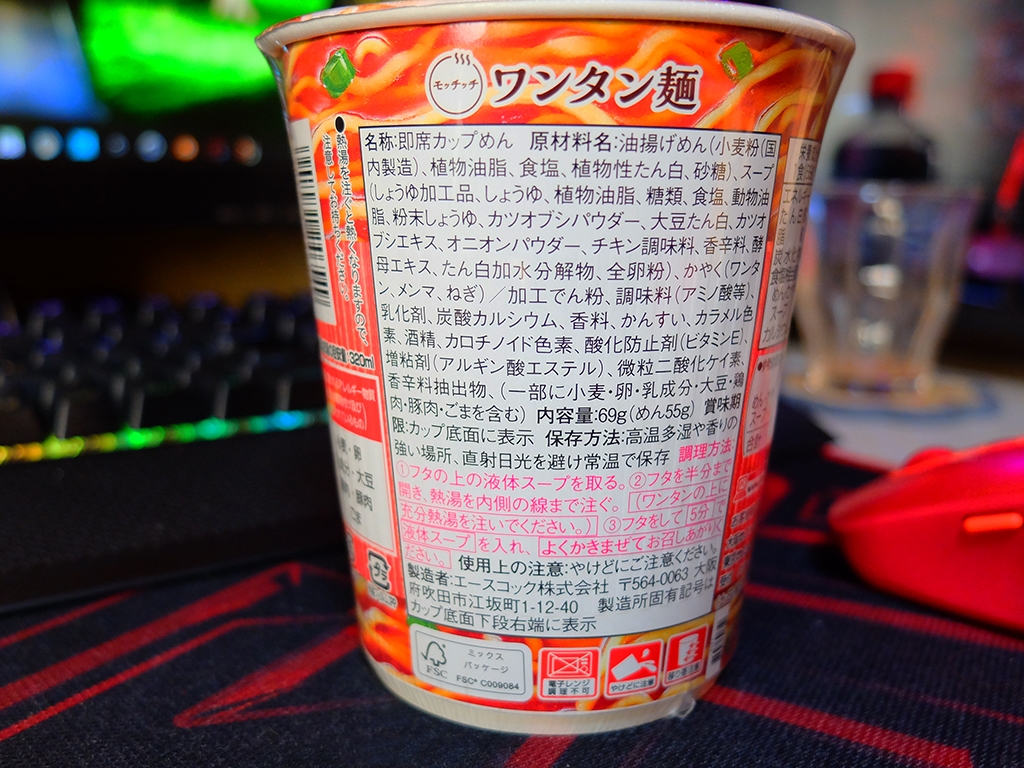 モッチッチ
ワンタン麺
●熱湯を注ぐと熱くなりますので、
注意してお持ちください。
320ml
名称:即席カップめん 原材料名:油揚げめん(小麦粉(国
内製造)、植物油脂、食塩、植物性たん白、砂糖)、スープ
(しょうゆ加工品、しょうゆ、植物油脂、糖類、食塩、動物油
脂、粉末しょうゆ、カツオブシパウダー、大豆たん白、カツオ
ブシエキス、オニオンパウダー、チキン調味料、香辛料、酵
母エキス、たん白加水分解物、全卵粉)、かやく(ワンタ
ン、メンマ、ねぎ)/加工でん粉、調味料(アミノ酸等)、
乳化剤、炭酸カルシウム、香料、かんすい、カラメル色
素、酒精、カロチノイド色素、酸化防止剤(ビタミンE)、
増粘剤(アルギン酸エステル)、微粒二酸化ケイ素、
香辛料抽出物、(一部に小麦・卵・乳成分・大豆・鶏
肉・豚肉・ごまを含む) 内容量:69g(めん55g) 賞味期
限:カップ底面に表示 保存方法:高温多湿や香りの
強い場所、直射日光を避け常温で保存 調理方法:
①フタの上の液体スープを取る。②フタを半分まで
開き、熱湯を内側の線まで注ぐ。[(ワンタンの上に
充分熱湯を注いでください。)] ③フタをして[5分]で
液体スープを入れ、よくかきまぜてお召しあがりく
ださい。 使用上の注意:やけどにご注意ください。
製造者:エースコック株式会社 〒564-0063 大阪
府吹田市江坂町1-12-40 製造所固有記号は
カップ底面下段右端に表示
大豆
豚肉
ごま
プラ
FSC
ミックス
パッケージ
FSC® C009084
電子レンジ
調理不可
やけどに注意